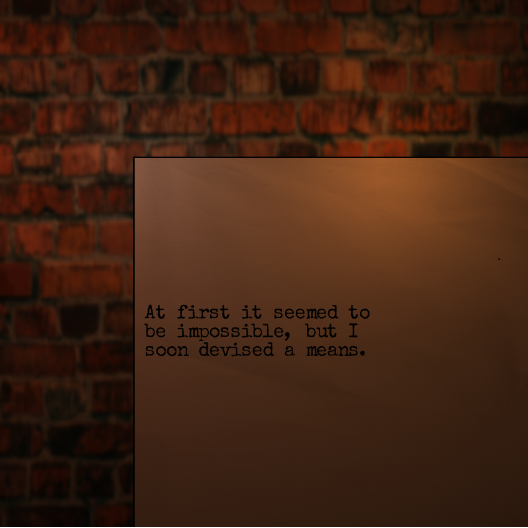 At first it seemed to
be impossible, but I
soon devised a means.